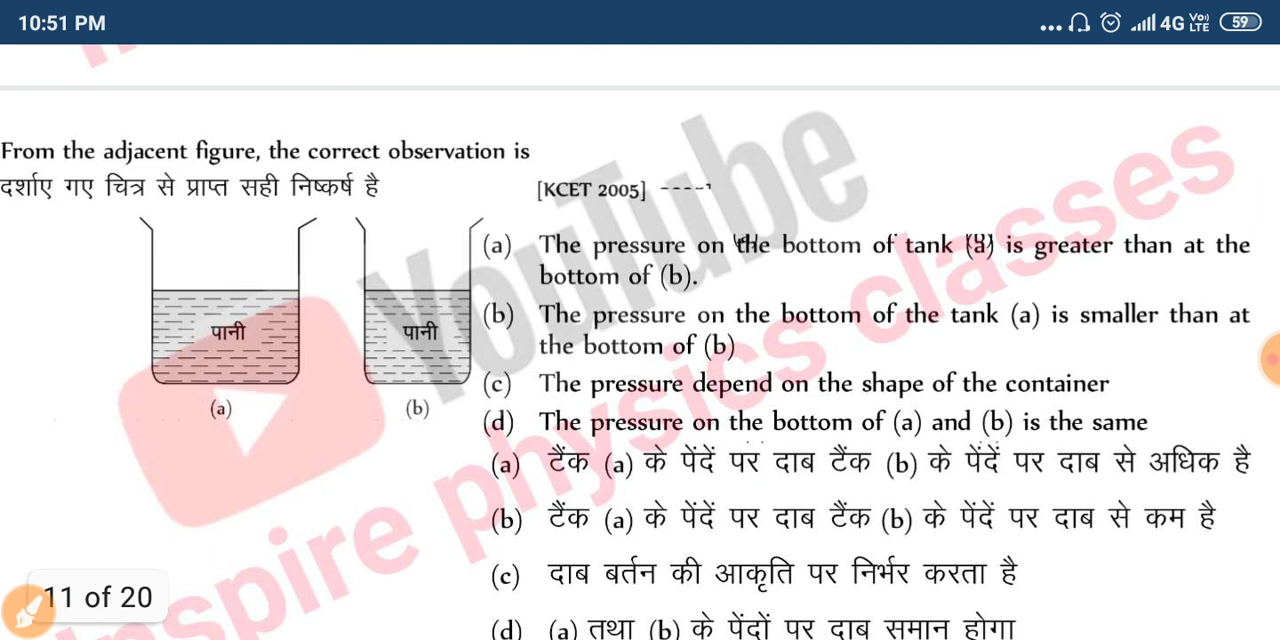 10:51 PM
4G Vo) LTE 59
From the adjacent figure, the correct observation is
दर्शाए गए चित्र से प्राप्त सही निष्कर्ष है
[KCET 2005]
पानी
पानी
(a)
(b)
(a) The pressure on the bottom of tank is greater than at the
bottom of (b).
(b) The pressure on the bottom of the tank (a) is smaller than at
the bottom of (b)
(c) The pressure depend on the shape of the container
(d) The pressure on the bottom of (a) and (b) is the same
(a) टैंक (a) के पेंदें पर दाब टैंक (b) के पेंदें पर दाब से अधिक है
(b) टैंक (a) के पेंदें पर दाब टैंक (b) के पेंदें पर दाब से कम है
(c) दाब बर्तन की आकृति पर निर्भर करता है
(d) (a) तथा (b) के पेंदों पर दाब समान होगा
11 of 20
YouTube
Inspire physics classes